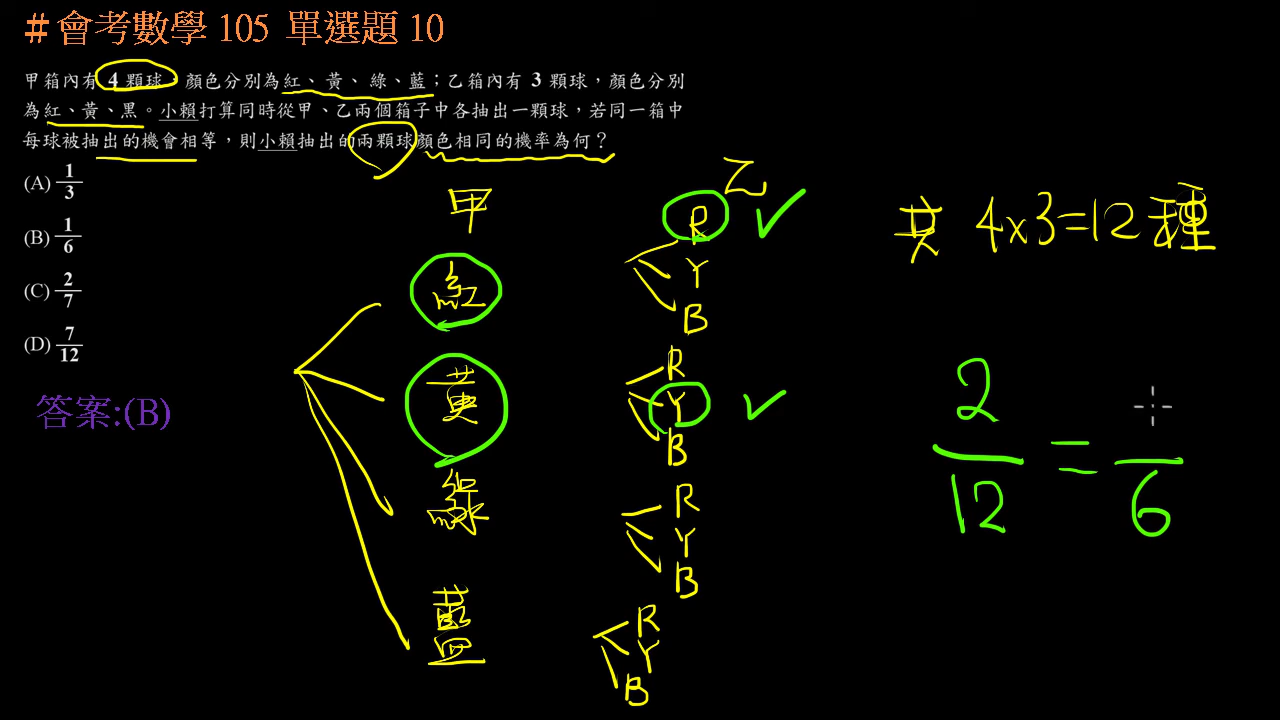 #會考數學 105 單選題 10
甲箱內有 4 顆球，顏色分別為紅、黃、綠、藍；乙箱內有 3 顆球，顏色分別
為紅、黃、黑。小賴打算同時從甲、乙兩個箱子中各抽出一顆球，若同一箱中
每球被抽出的機會相等，則小賴抽出的兩顆球顏色相同的機率為何？
(A) 1/3
(B) 1/6
(C) 2/7
(D) 7/12
答案:(B)
甲
乙
紅
R
Y
B
黃
R
Y
B
綠
R
Y
B
藍
R
Y
B
共 4x3=12種
2/12 = /6